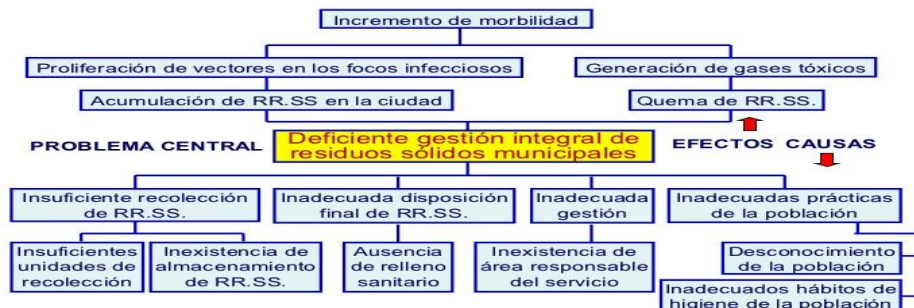 Incremento de morbilidad
Proliferación de vectores en los focos infecciosos
Generación de gases tóxicos
Acumulación de RR.SS en la ciudad
Quema de RR.SS.
PROBLEMA CENTRAL
Deficiente gestión integral de
residuos sólidos municipales
EFECTOS CAUSAS
Insuficiente recolección
de RR.SS.
Inadecuada disposición
final de RR.SS.
Inadecuada
gestión
Inadecuadas prácticas
de la población
Insuficientes
unidades de
recolección
Inexistencia de
almacenamiento
de RR.SS.
Ausencia
de relleno
sanitario
Inexistencia de
área responsable
del servicio
Desconocimiento
de la población
Inadecuados hábitos de
higiene de la población